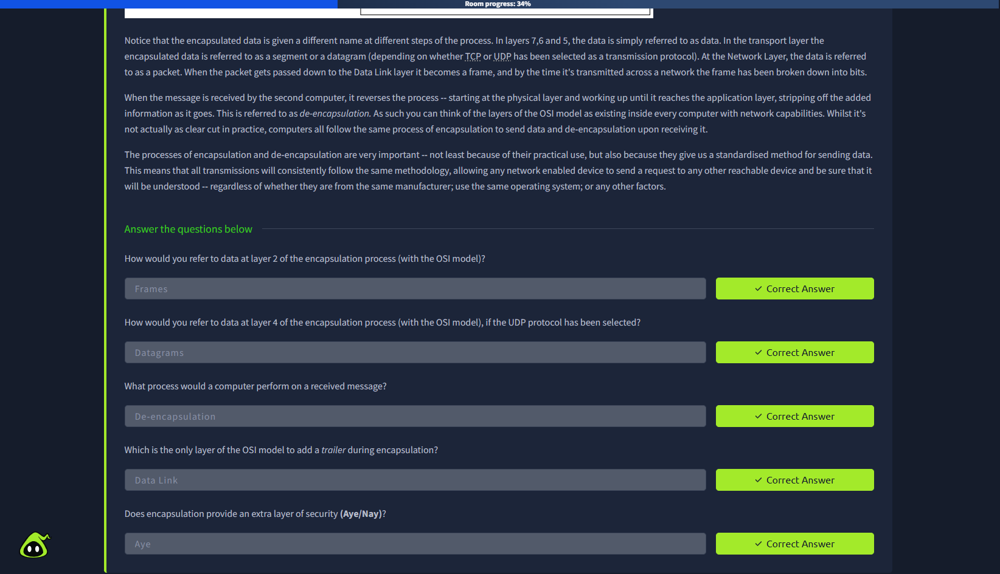 Room progress: 34%
Notice that the encapsulated data is given a different name at different steps of the process. In layers 7,6 and 5, the data is simply referred to as data. In the transport layer the
encapsulated data is referred to as a segment or a datagram (depending on whether TCP or UDP has been selected as a transmission protocol). At the Network Layer, the data is referred
to as a packet. When the packet gets passed down to the Data Link layer it becomes a frame, and by the time it's transmitted across a network the frame has been broken down into bits.
When the message is received by the second computer, it reverses the process -- starting at the physical layer and working up until it reaches the application layer, stripping off the added
information as it goes. This is referred to as de-encapsulation. As such you can think of the layers of the OSI model as existing inside every computer with network capabilities. Whilst it's
not actually as clear cut in practice, computers all follow the same process of encapsulation to send data and de-encapsulation upon receiving it.
The processes of encapsulation and de-encapsulation are very important -- not least because of their practical use, but also because they give us a standardised method for sending data.
This means that all transmissions will consistently follow the same methodology, allowing any network enabled device to send a request to any other reachable device and be sure that it
will be understood -- regardless of whether they are from the same manufacturer; use the same operating system; or any other factors.
Answer the questions below
How would you refer to data at layer 2 of the encapsulation process (with the OSI model)?
Frames
Correct Answer
How would you refer to data at layer 4 of the encapsulation process (with the OSI model), if the UDP protocol has been selected?
Datagrams
Correct Answer
What process would a computer perform on a received message?
De-encapsulation
Correct Answer
Which is the only layer of the OSI model to add a trailer during encapsulation?
Data Link
Correct Answer
Does encapsulation provide an extra layer of security (Aye/Nay)?
Aye
Correct Answer